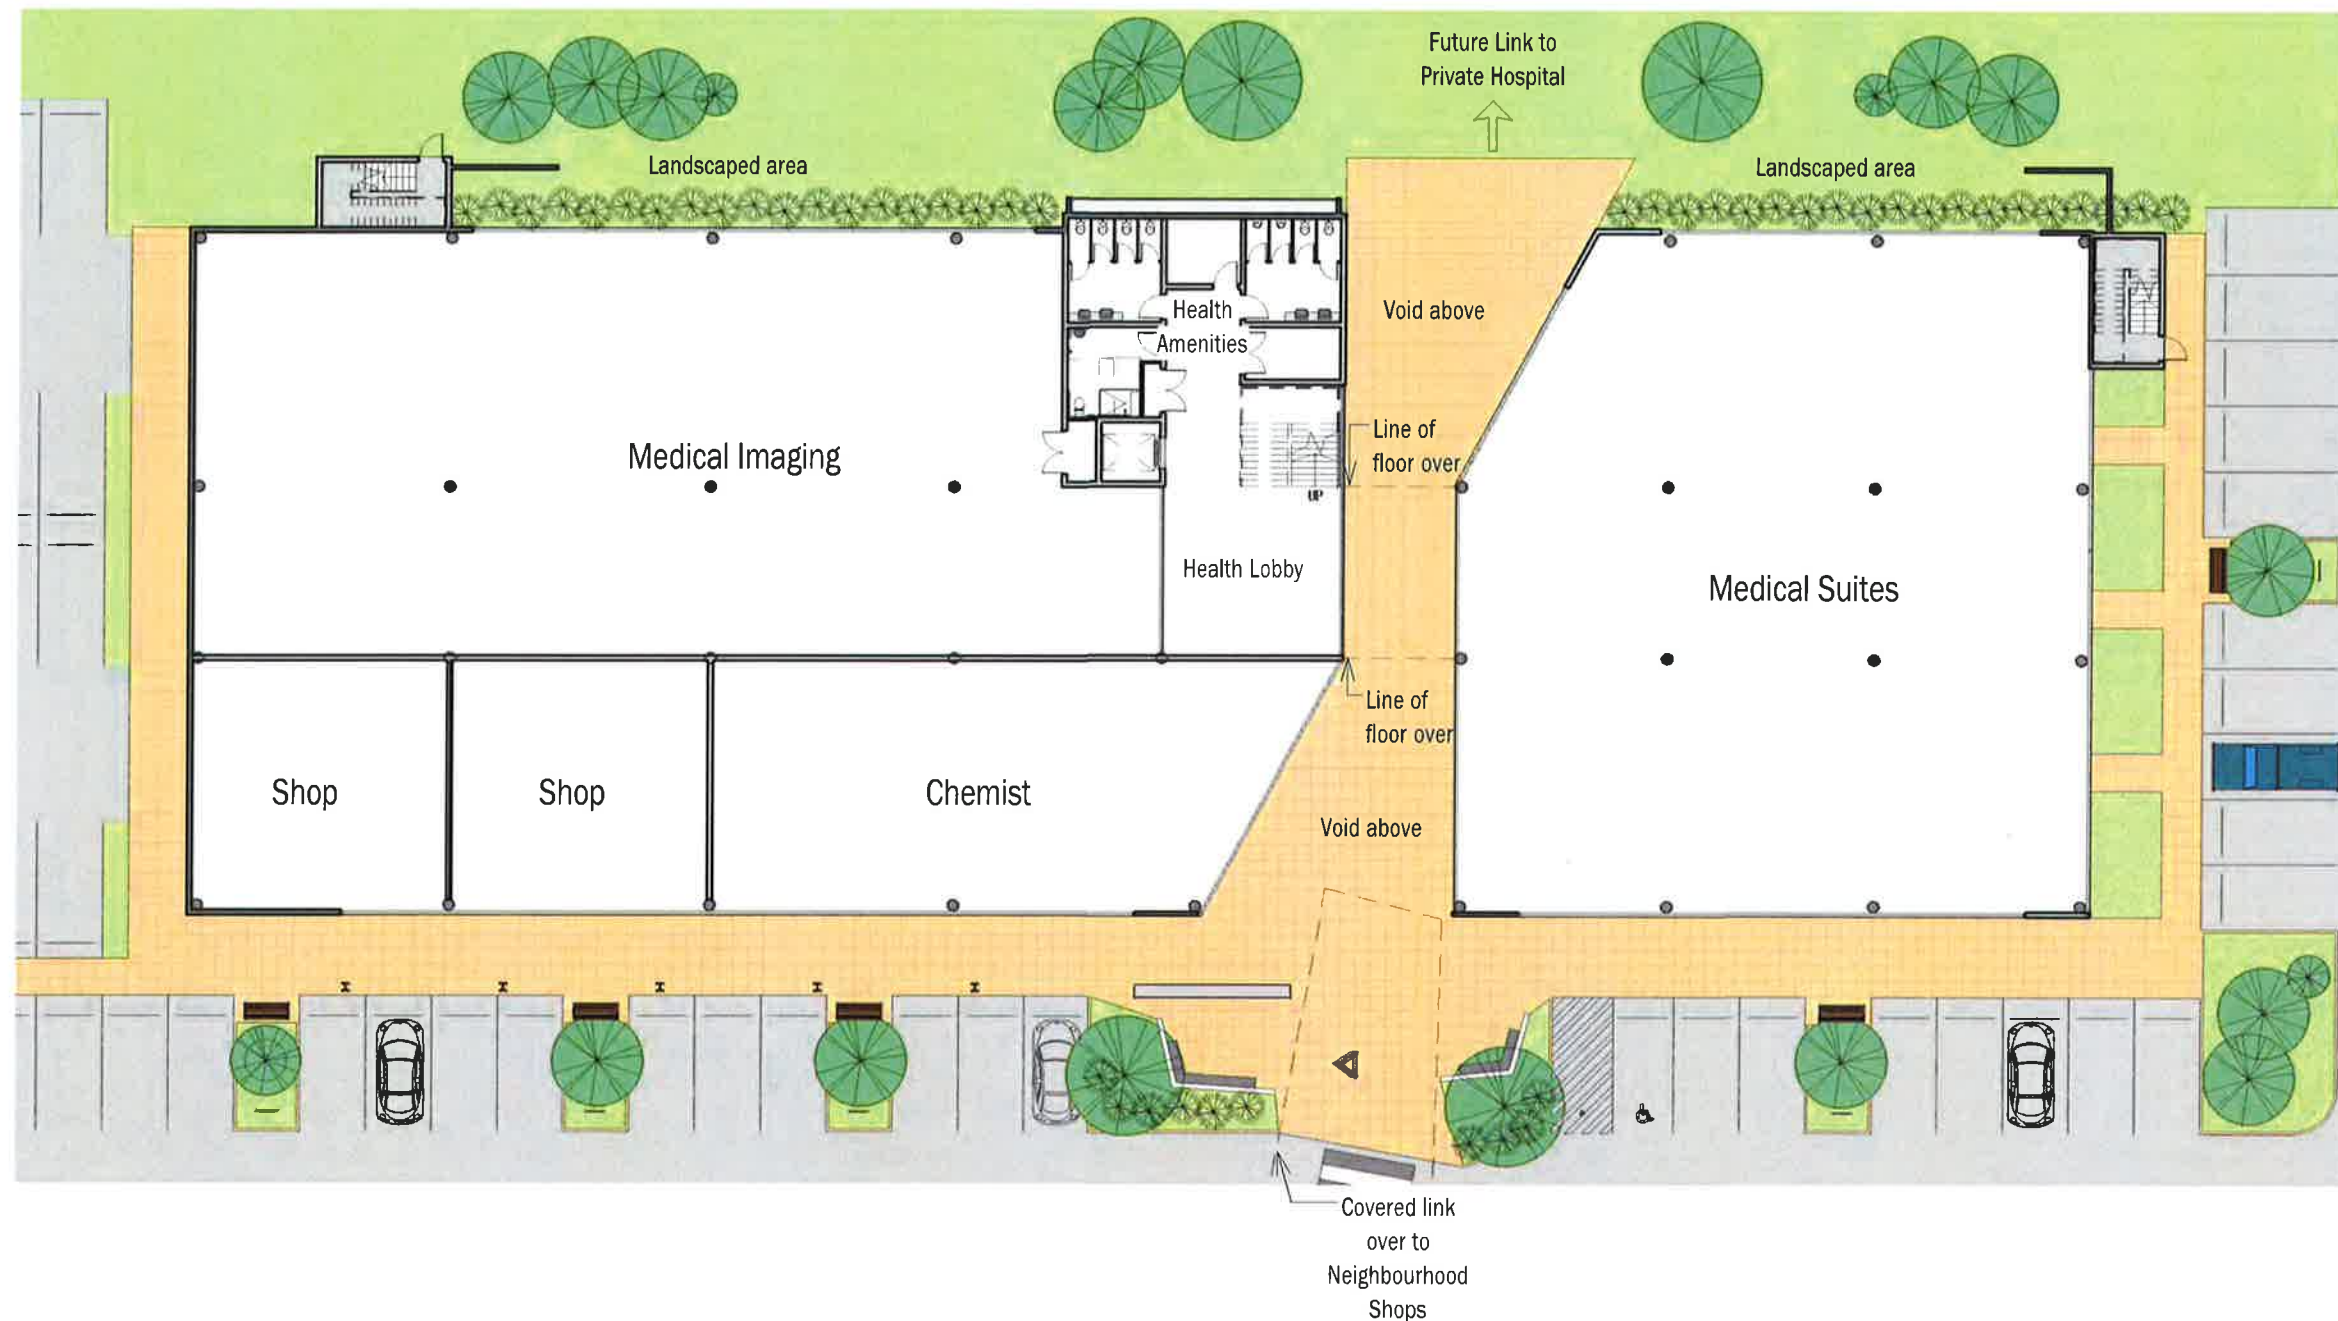 Future Link to
Private Hospital
Landscaped area
Landscaped area
Health
Amenities
Void above
Line of
floor over
Medical Imaging
UP
Health Lobby
Medical Suites
Line of
floor over
Shop
Shop
Chemist
Void above
Covered link
over to
Neighbourhood
Shops